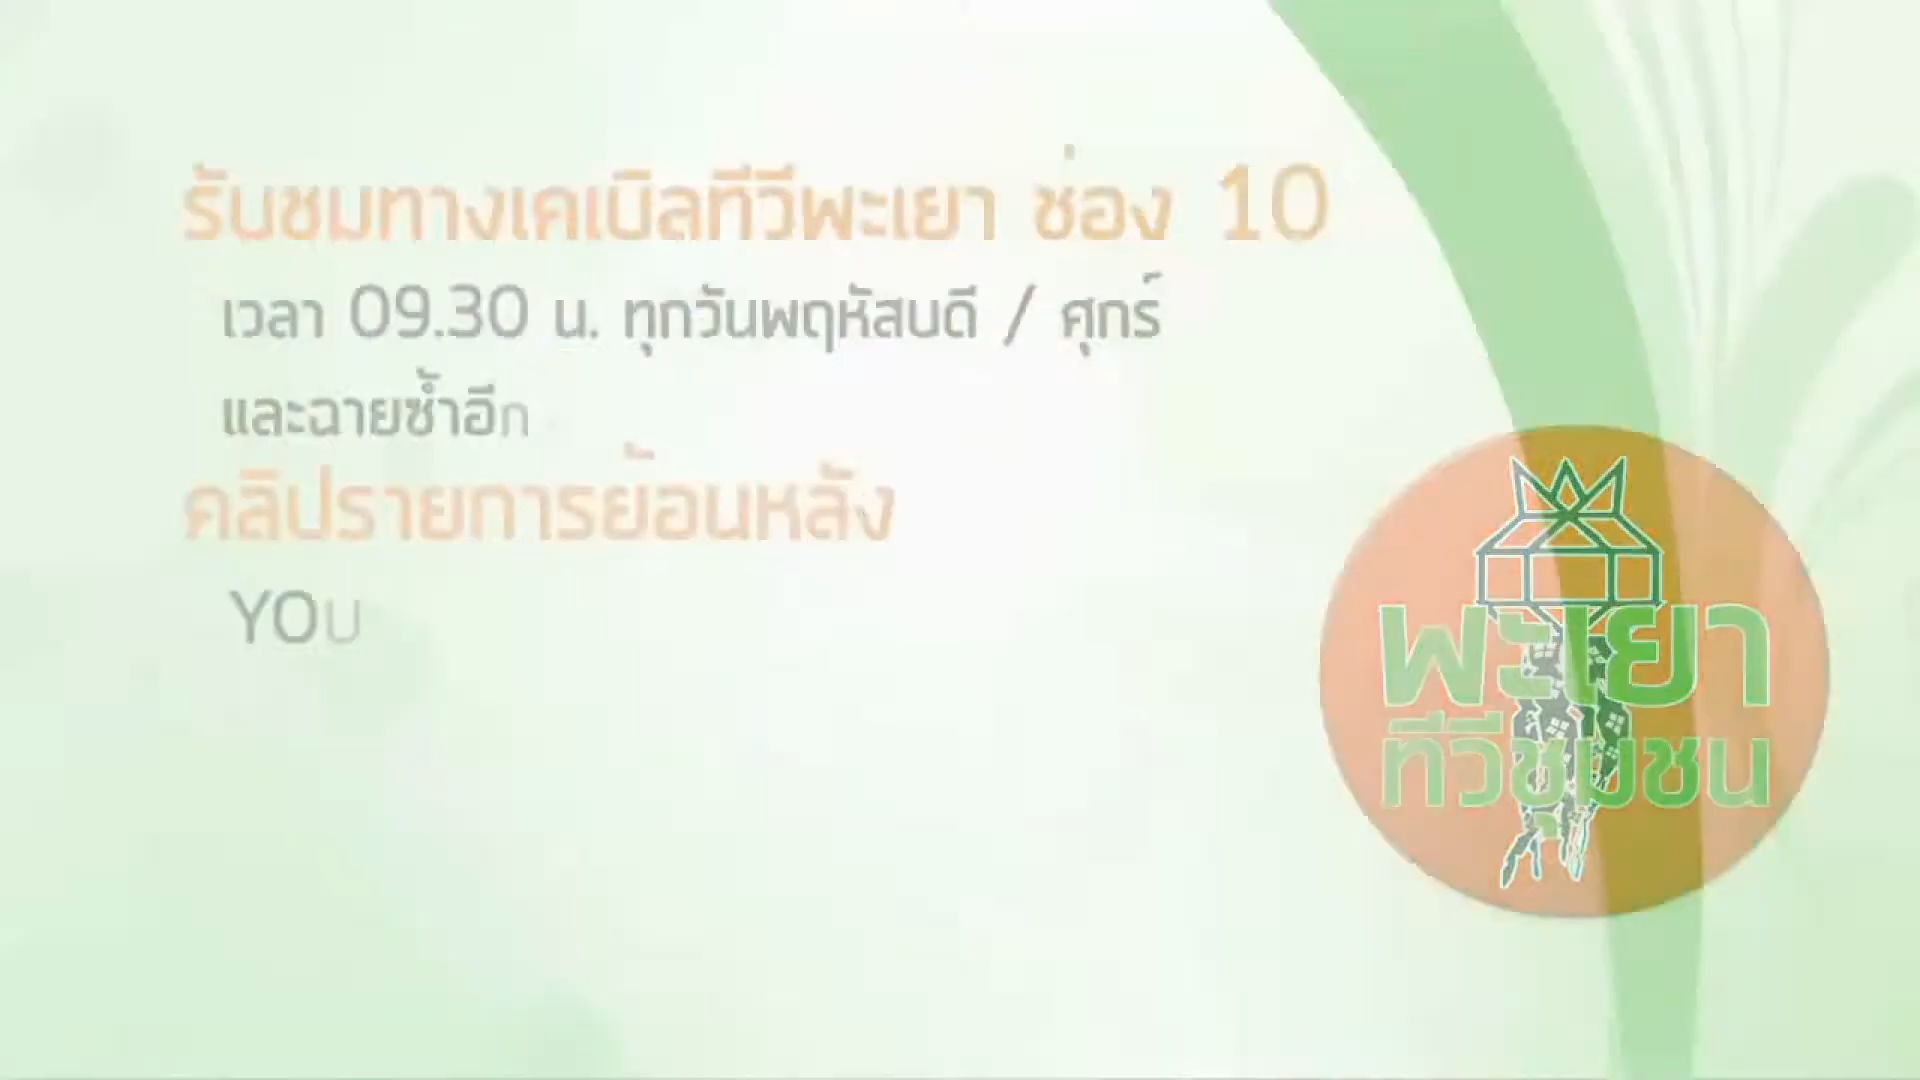 รับชมทางเคเบิลทีวีพะเยา ช่อง 10
เวลา 09.30 น. ทุกวันพฤหัสบดี / ศุกร์
และฉายซ้ำอีก
คลิปรายการย้อนหลัง
YOU
พะเยา
ทีวีชุมชน